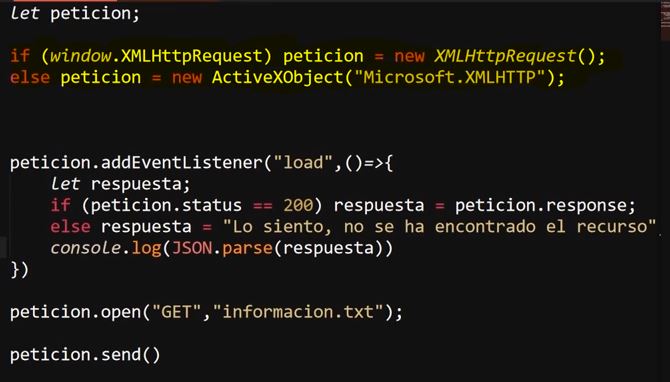 let peticion;
if (window.XMLHttpRequest) peticion = new XMLHttpRequest();
else peticion = new ActiveXObject("Microsoft.XMLHTTP");
peticion.addEventListener("load",()=>{
let respuesta;
if (peticion.status == 200) respuesta = peticion.response;
else respuesta = "Lo siento, no se ha encontrado el recurso"
console.log(JSON.parse(respuesta))
})
peticion.open("GET","informacion.txt");
peticion.send()